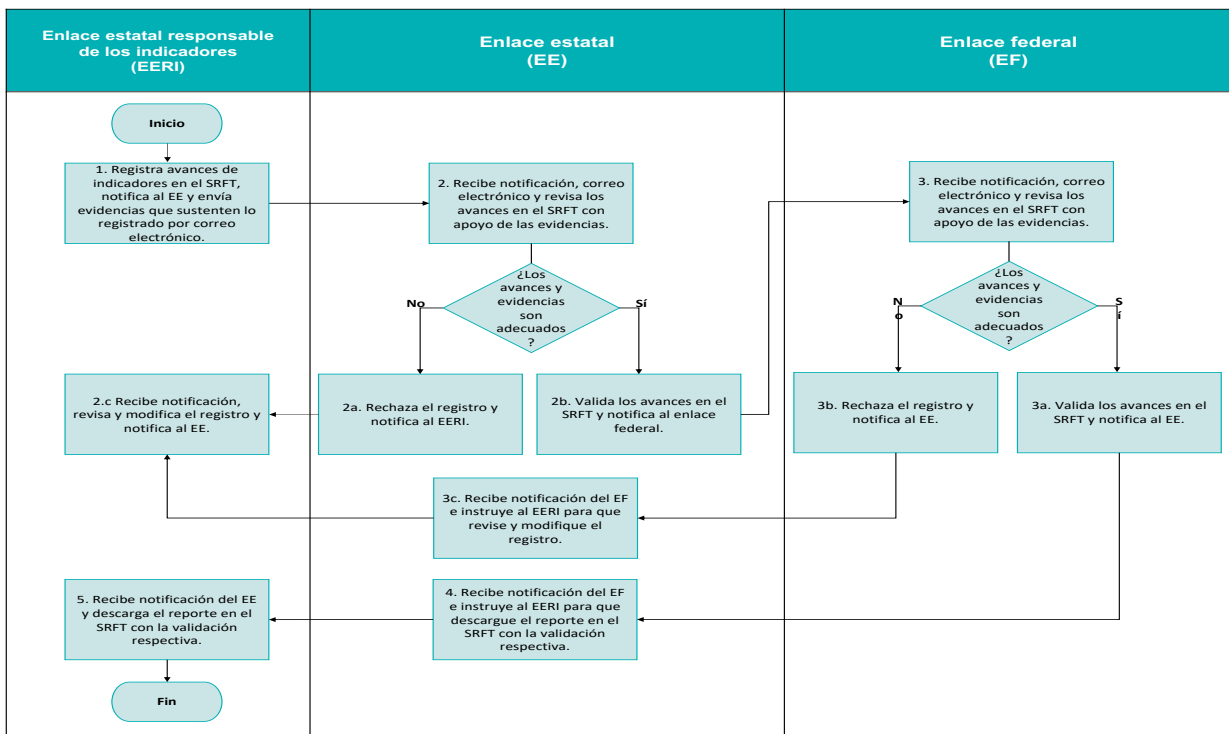 Enlace estatal responsable
de los indicadores
(EERI)
Enlace estatal
(EE)
Enlace federal
(EF)
Inicio
1. Registra avances de
indicadores en el SRFT,
notifica al EE y envía
evidencias que sustenten lo
registrado por correo
electrónico.
2. Recibe notificación, correo
electrónico y revisa los
avances en el SRFT con
apoyo de las evidencias.
3. Recibe notificación, correo
electrónico y revisa los
avances en el SRFT con
apoyo de las evidencias.
¿Los
avances y
evidencias
son
adecuados
?
No
Sí
¿Los
avances y
evidencias
son
adecuados
?
N
o
S
í
2.c Recibe notificación,
revisa y modifica el registro y
notifica al EE.
2a. Rechaza el registro y
notifica al EERI.
2b. Valida los avances en el
SRFT y notifica al enlace
federal.
3b. Rechaza el registro y
notifica al EE.
3a. Valida los avances en el
SRFT y notifica al EE.
3c. Recibe notificación del EF
e instruye al EERI para que
revise y modifique el
registro.
5. Recibe notificación del EE
y descarga el reporte en el
SRFT con la validación
respectiva.
4. Recibe notificación del EF
e instruye al EERI para que
descargue el reporte en el
SRFT con la validación
respectiva.
Fin